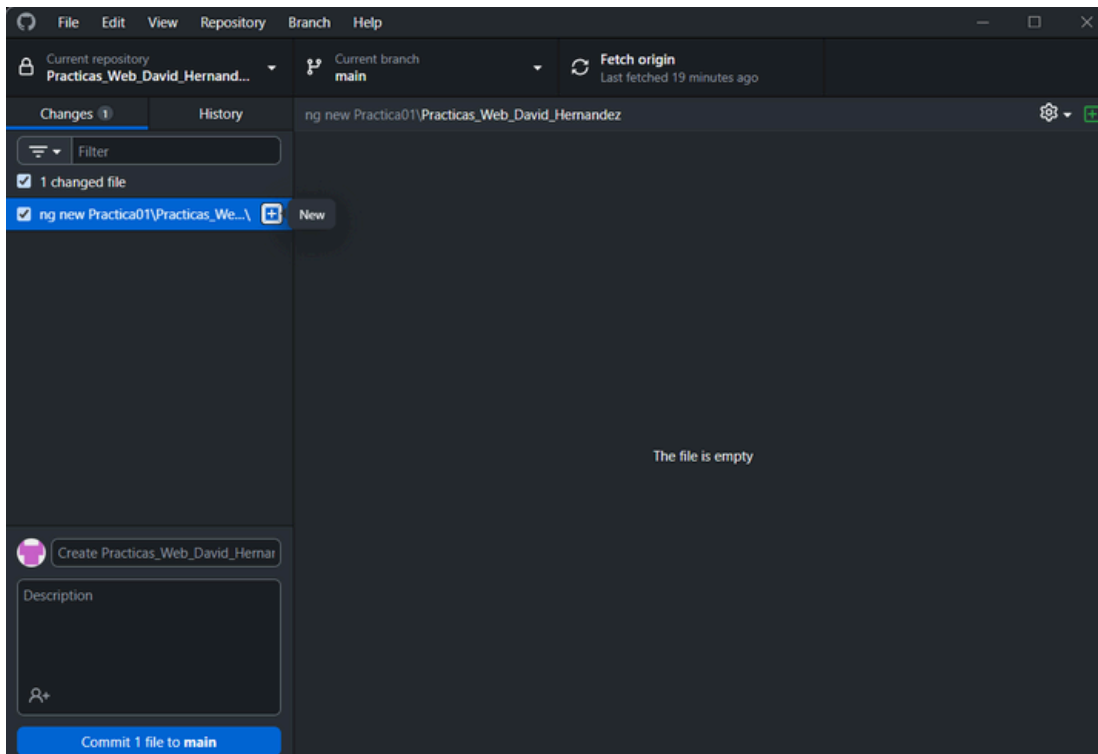 File Edit View Repository Branch Help
Current repository
Practicas_Web_David_Hernand...
Current branch
main
Fetch origin
Last fetched 19 minutes ago
Changes 1
History
ng new Practica01\Practicas_Web_David_Hernandez
Filter
1 changed file
ng new Practica01\Practicas_We...\
New
The file is empty
Create Practicas_Web_David_Hernar
Description
Commit 1 file to main